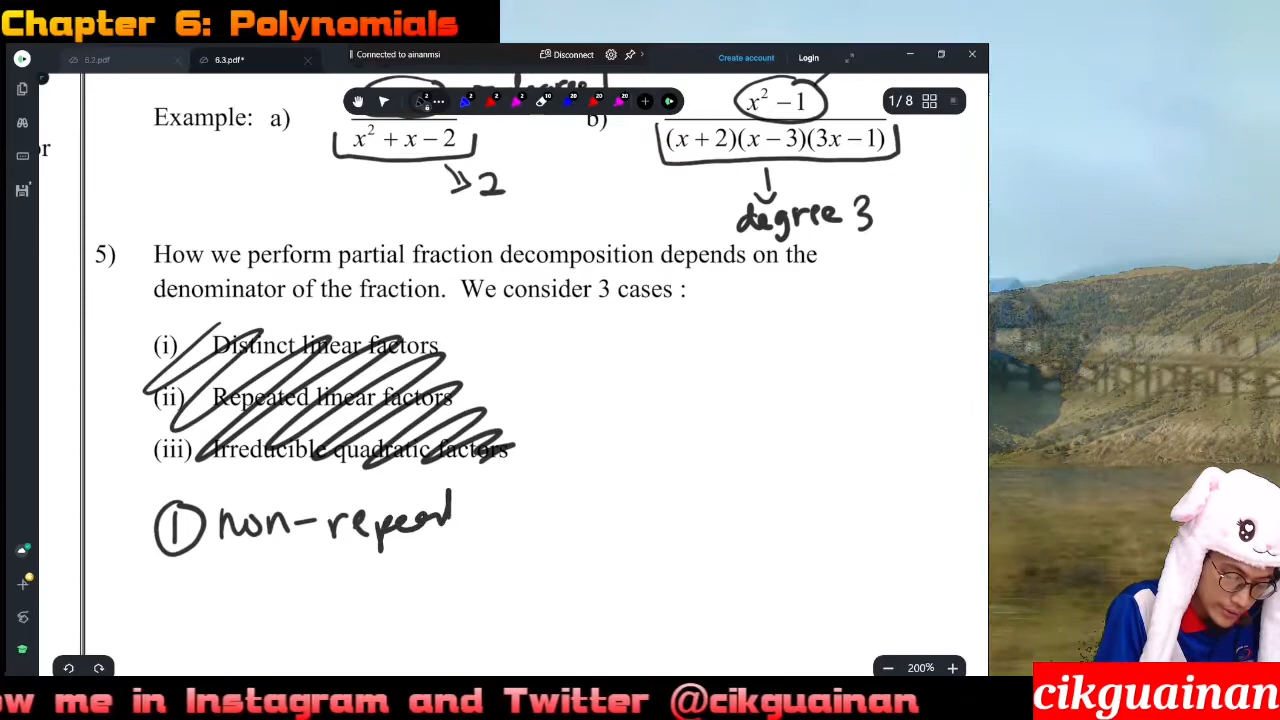 Chapter 6: Polynomials
6.2.pdf
6.3.pdf*
Connected to ainanmsi
Disconnect
Create account
Login
Example: a)
x² + x − 2
b)
x² − 1
(x + 2)(x − 3)(3x − 1)
1/8
2
degree 3
or
5) How we perform partial fraction decomposition depends on the
denominator of the fraction. We consider 3 cases :
(i) Distinct linear factors
(ii) Repeated linear factors
(iii) Irreducible quadratic factors
① non-repeat
200%
ow me in Instagram and Twitter @cikguainan
cikguainan